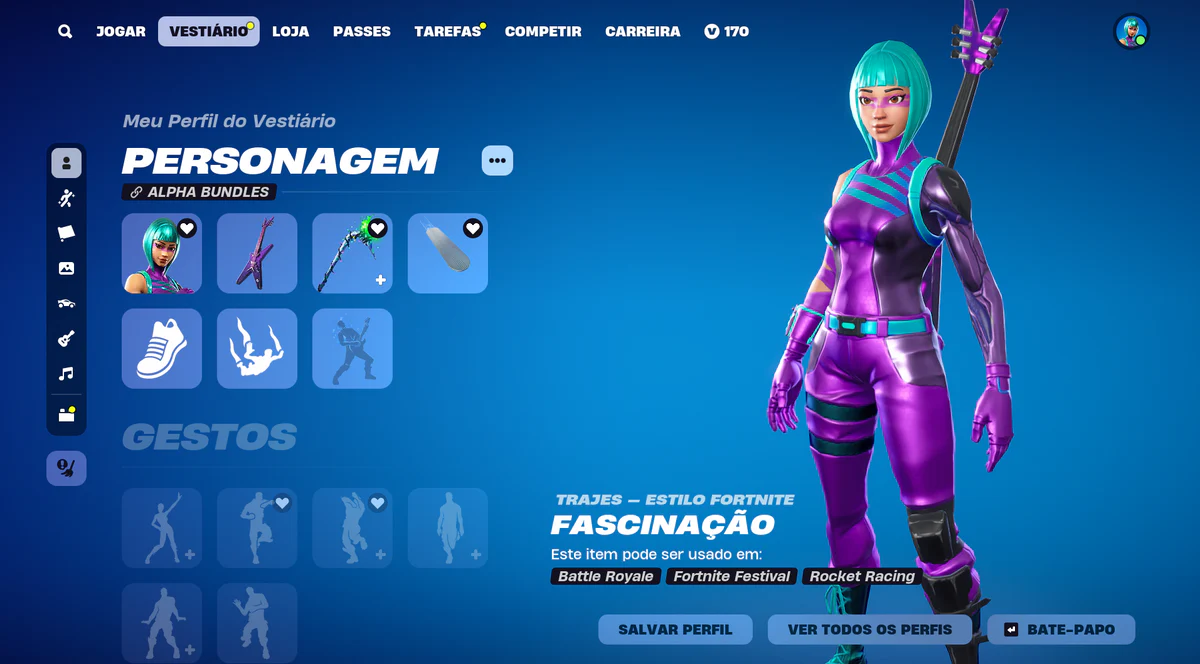 JOGAR VESTIÁRIO LOJA PASSES TAREFAS COMPETIR CARREIRA 170
Meu Perfil do Vestiário
PERSONAGEM
ALPHA BUNDLES
GESTOS
TRAJES – ESTILO FORTNITE
FASCINAÇÃO
Este item pode ser usado em:
Battle Royale Fortnite Festival Rocket Racing
SALVAR PERFIL VER TODOS OS PERFIS BATE-PAPO